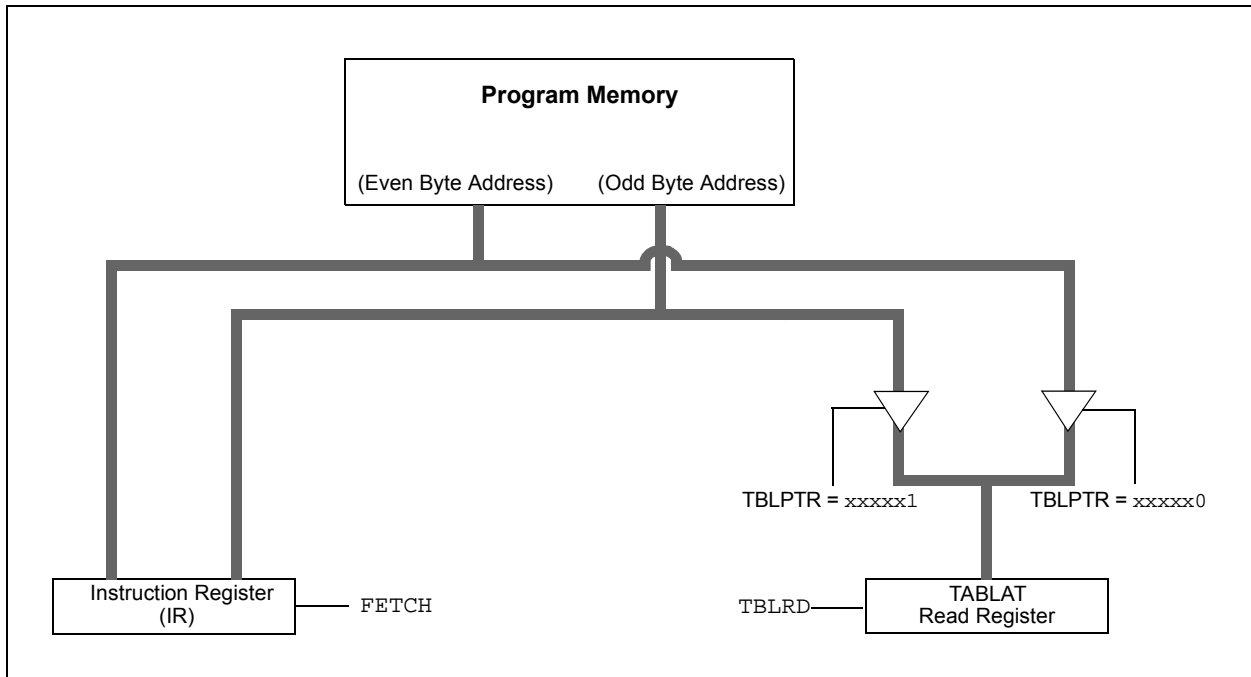 Program Memory
(Even Byte Address) (Odd Byte Address)
TBLPTR = xxxxx1 TBLPTR = xxxxx0
Instruction Register
(IR)
FETCH
TBLRD
TABLAT
Read Register